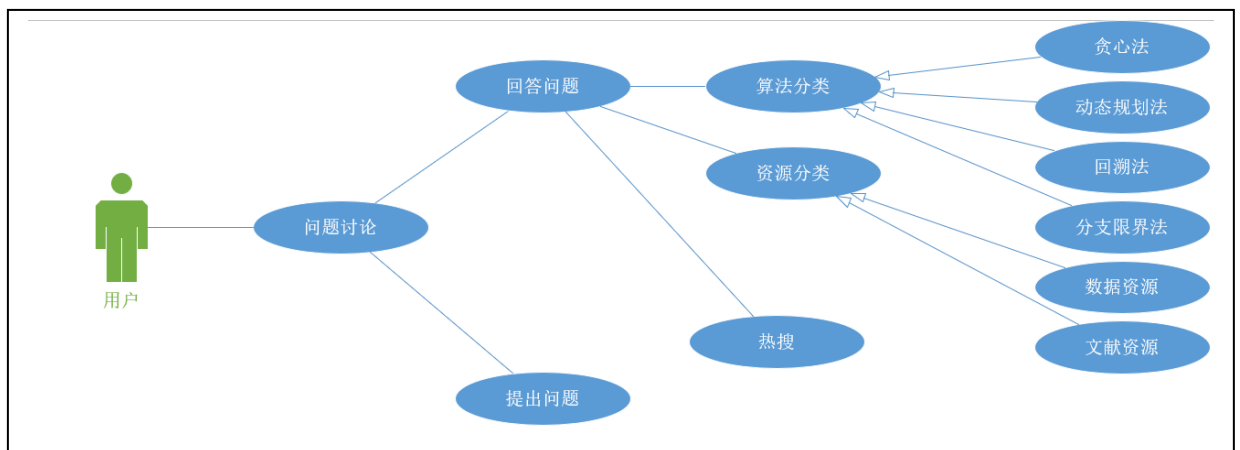 贪心法
回答问题
算法分类
动态规划法
回溯法
资源分类
问题讨论
分支限界法
数据资源
用户
热搜
文献资源
提出问题